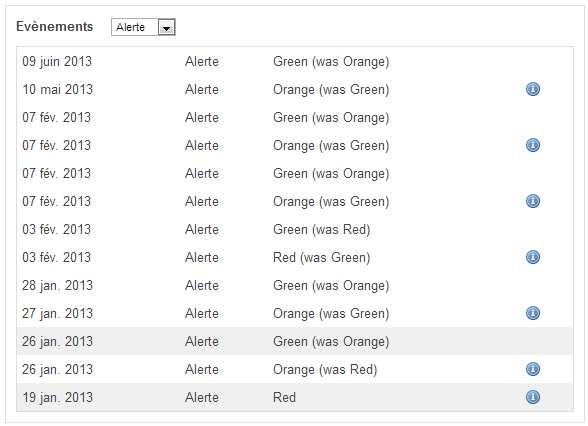 Evènements Alerte
09 juin 2013 Alerte Green (was Orange)
10 mai 2013 Alerte Orange (was Green)
07 fév. 2013 Alerte Green (was Orange)
07 fév. 2013 Alerte Orange (was Green)
07 fév. 2013 Alerte Green (was Orange)
07 fév. 2013 Alerte Orange (was Green)
03 fév. 2013 Alerte Green (was Red)
03 fév. 2013 Alerte Red (was Green)
28 jan. 2013 Alerte Green (was Orange)
27 jan. 2013 Alerte Orange (was Green)
26 jan. 2013 Alerte Green (was Orange)
26 jan. 2013 Alerte Orange (was Red)
19 jan. 2013 Alerte Red